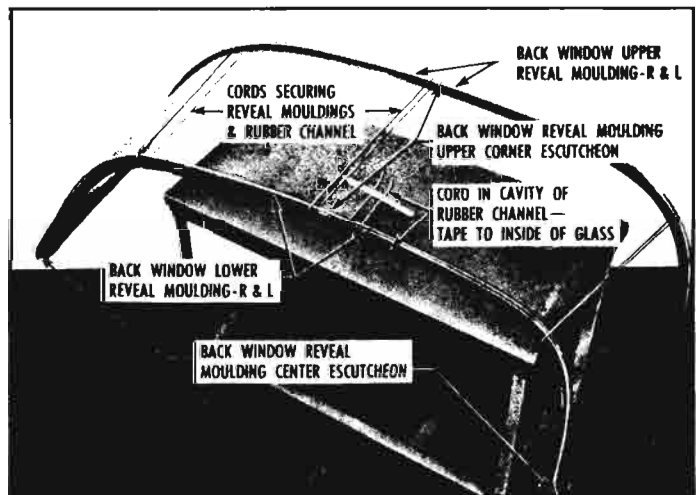 BACK WINDOW UPPER
REVEAL MOULDING-R & L
CORDS SECURING
REVEAL MOULDINGS
& RUBBER CHANNEL
BACK WINDOW REVEAL MOULDING
UPPER CORNER ESCUTCHEON
CORD IN CAVITY OF
RUBBER CHANNEL—
TAPE TO INSIDE OF GLASS
BACK WINDOW LOWER
REVEAL MOULDING-R & L
BACK WINDOW REVEAL
MOULDING CENTER ESCUTCHEON